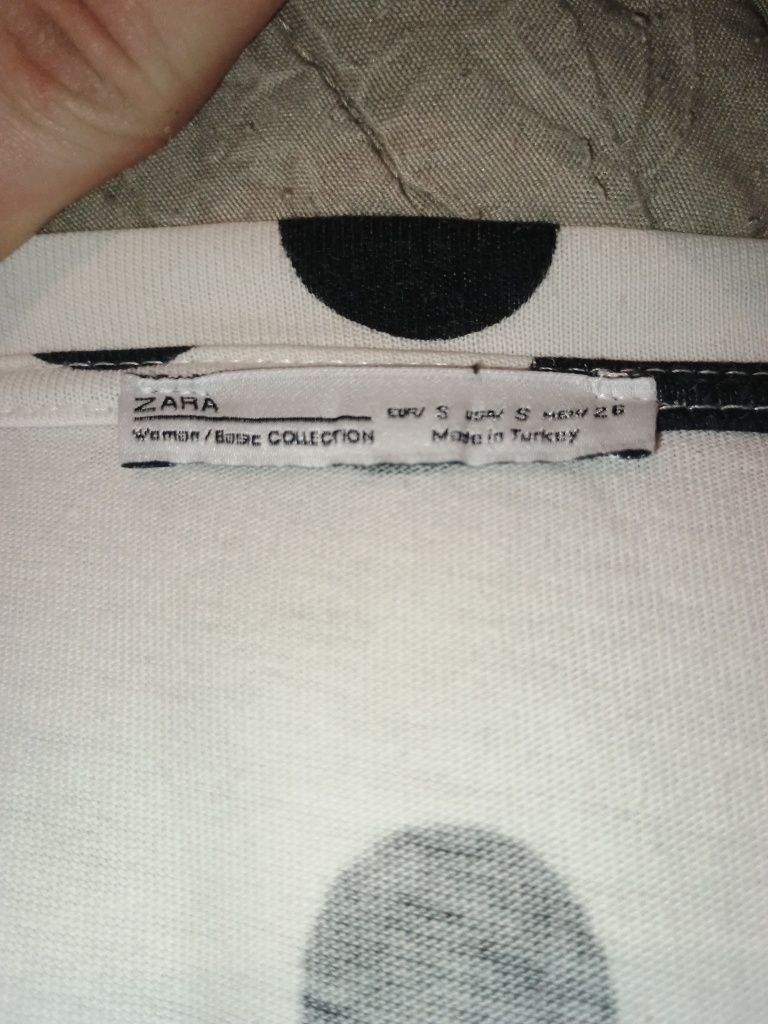 ZARA
EUR/ S USA/ S MEX/ 26
Woman / Basic COLLECTION
Made in Turkey